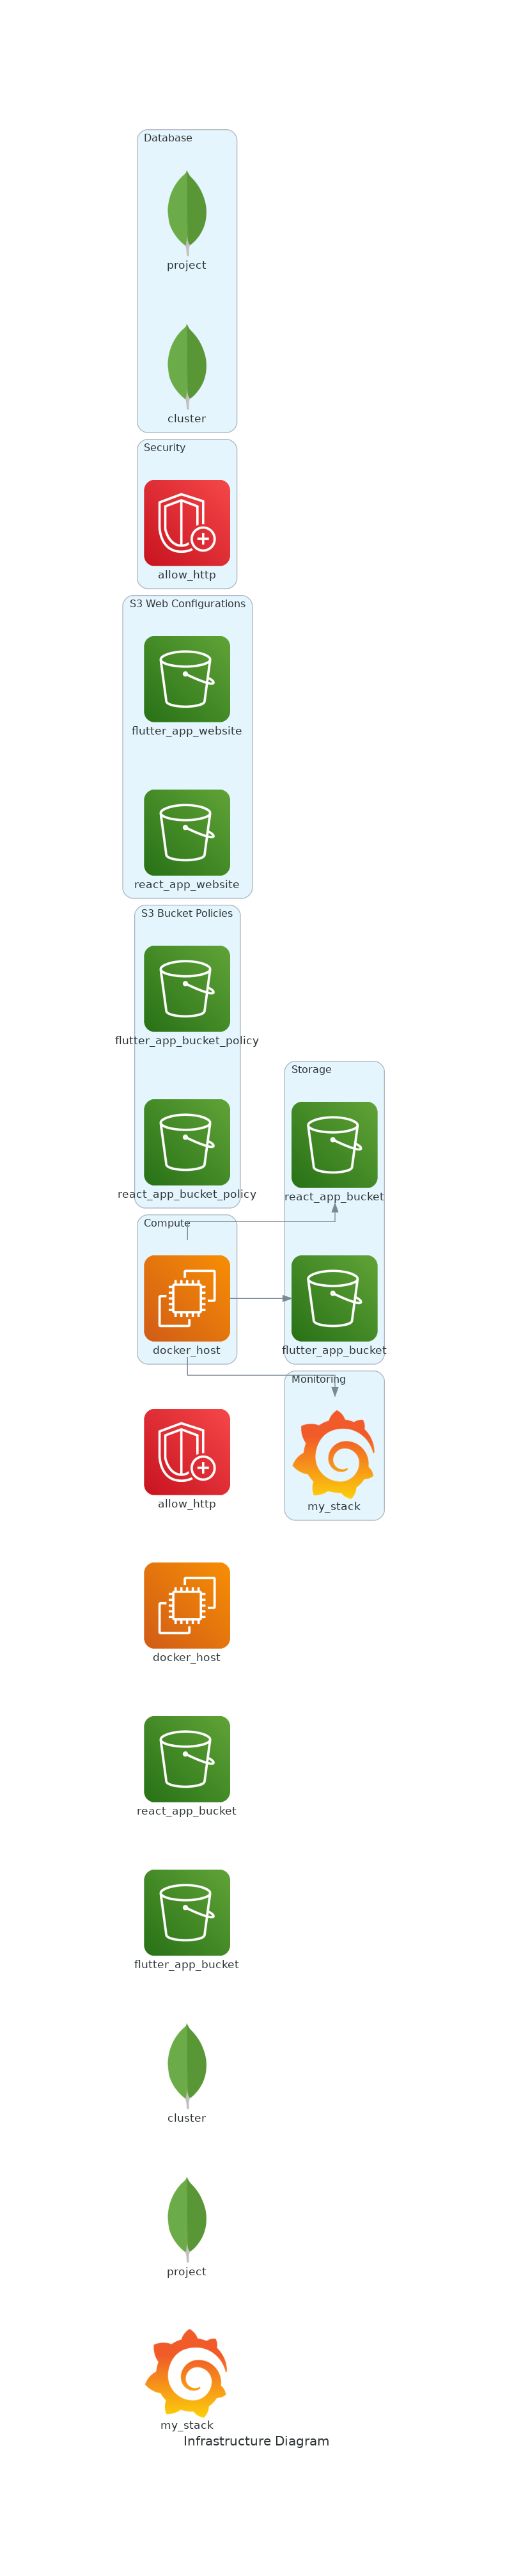 Database
project
cluster
Security
allow_http
S3 Web Configurations
flutter_app_website
react_app_website
S3 Bucket Policies
flutter_app_bucket_policy
react_app_bucket_policy
Storage
react_app_bucket
flutter_app_bucket
Compute
docker_host
Monitoring
my_stack
allow_http
docker_host
react_app_bucket
flutter_app_bucket
cluster
project
my_stack
Infrastructure Diagram